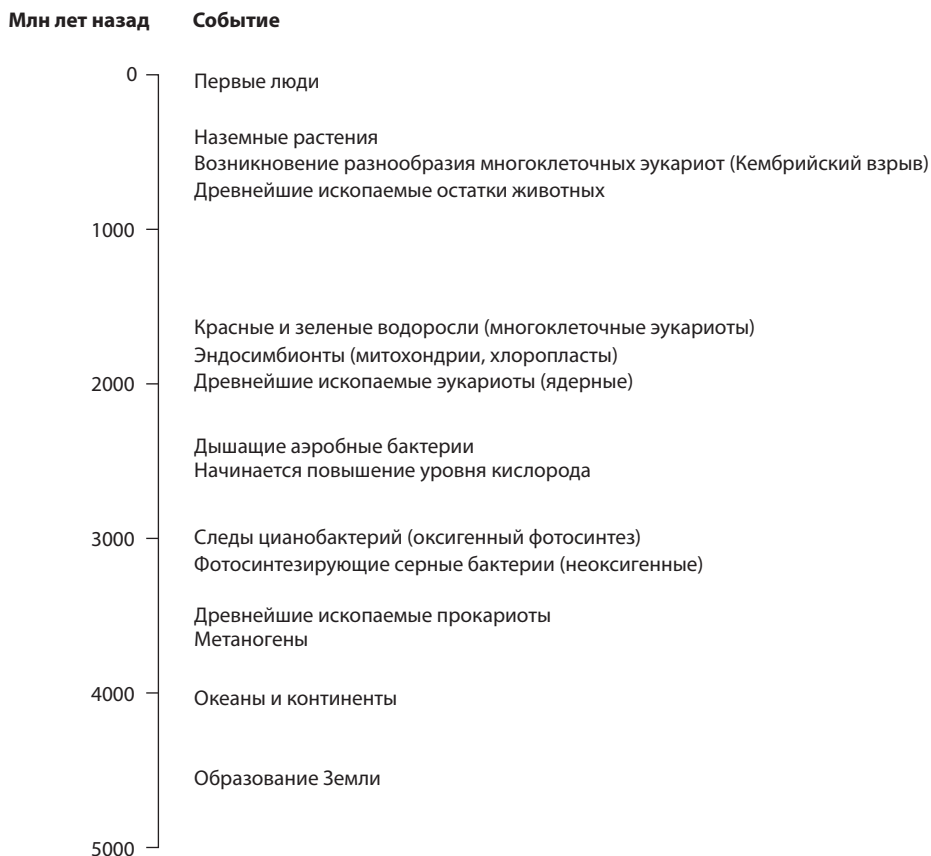 Млн лет назад Событие
0 Первые люди
Наземные растения
Возникновение разнообразия многоклеточных эукариот (Кембрийский взрыв)
Древнейшие ископаемые остатки животных
1000
Красные и зеленые водоросли (многоклеточные эукариоты)
Эндосимбионты (митохондрии, хлоропласты)
2000 Древнейшие ископаемые эукариоты (ядерные)
Дышащие аэробные бактерии
Начинается повышение уровня кислорода
3000 Следы цианобактерий (оксигенный фотосинтез)
Фотосинтезирующие серные бактерии (неоксигенные)
Древнейшие ископаемые прокариоты
Метаногены
4000 Океаны и континенты
Образование Земли
5000